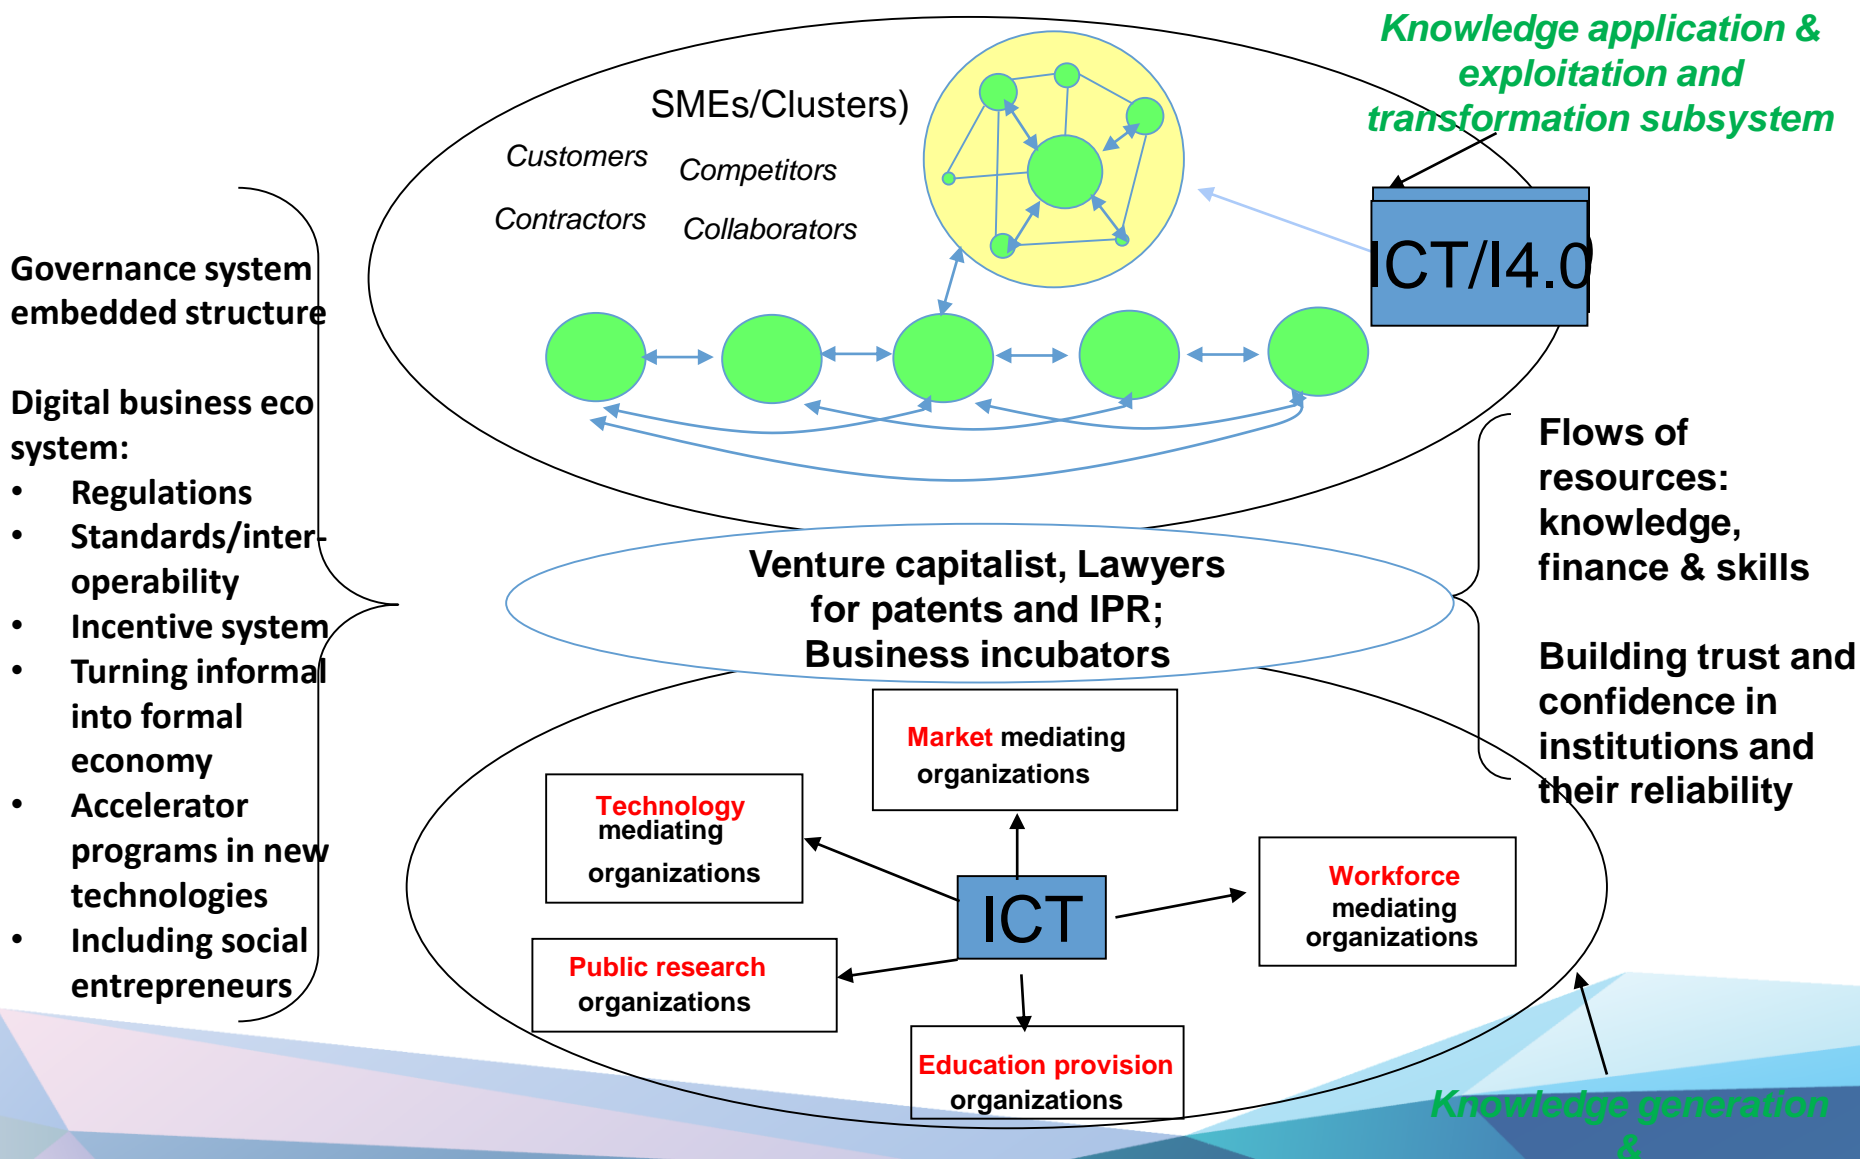 Knowledge application &
exploitation and
transformation subsystem
SMEs/Clusters)
Customers
Competitors
Contractors
Collaborators
ICT/I4.0
Governance system
embedded structure
Digital business eco
system:
• Regulations
• Standards/inter-
operability
• Incentive system
• Turning informal
into formal
economy
• Accelerator
programs in new
technologies
• Including social
entrepreneurs
Venture capitalist, Lawyers
for patents and IPR;
Business incubators
Flows of
resources:
knowledge,
finance & skills
Building trust and
confidence in
institutions and
their reliability
Market mediating
organizations
Technology
mediating
organizations
ICT
Workforce
mediating
organizations
Public research
organizations
Education provision
organizations
Knowledge generation
&